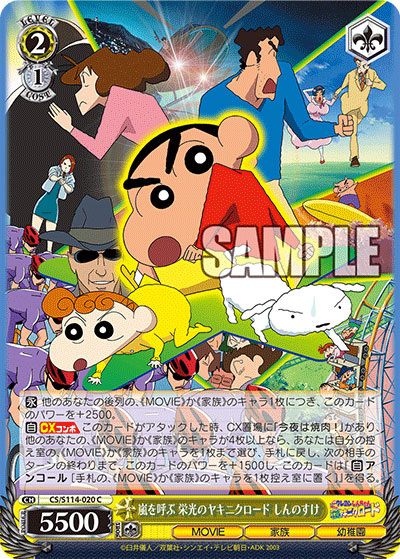 LEVEL
2
1
COST
SAMPLE
永 他のあなたの後列の、《MOVIE》か《家族》のキャラ1枚につき、このカード
のパワーを+2500。
自 CXコンボ このカードがアタックした時、CX置場に「今夜は焼肉！」があり、
他のあなたの、《MOVIE》か《家族》のキャラが4枚以上なら、あなたは自分の控
え室の、《MOVIE》か《家族》のキャラを1枚まで選び、手札に戻し、次の相手の
ターンの終わりまで、このカードのパワーを+1500し、このカードは『自 ア
ンコール ［手札の、《MOVIE》か《家族》のキャラを1枚控え室に置く］』を得る。
CH
CS/S114-020 C
嵐を呼ぶ 栄光のヤキニクロード しんのすけ
5500
MOVIE
家族
幼稚園
©臼井儀人／双葉社・シンエイ・テレビ朝日・ADK 2003